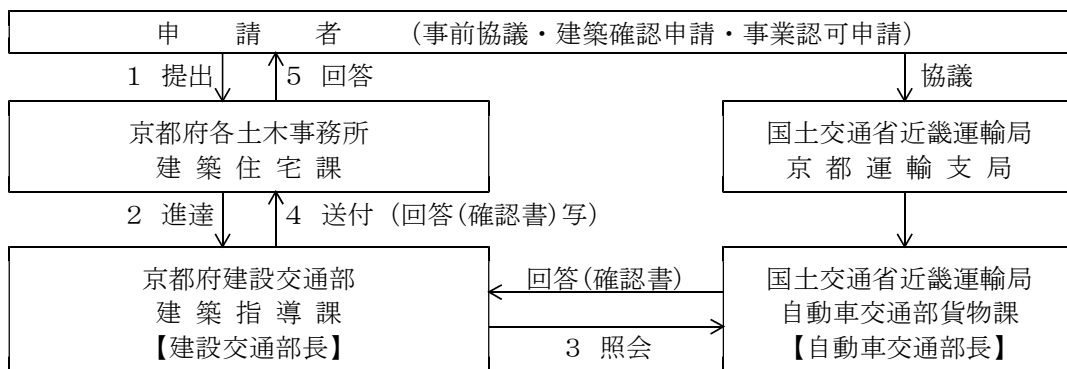 申 請 者 (事前協議・建築確認申請・事業認可申請)
1 提出 5 回答 協議
京都府各土木事務所
建 築 住 宅 課
国土交通省近畿運輸局
京 都 運 輸 支 局
2 進達 4 送付 (回答(確認書)写)
京都府建設交通部
建 築 指 導 課
【建設交通部長】
回答(確認書)
3 照会
国土交通省近畿運輸局
自動車交通部貨物課
【自動車交通部長】